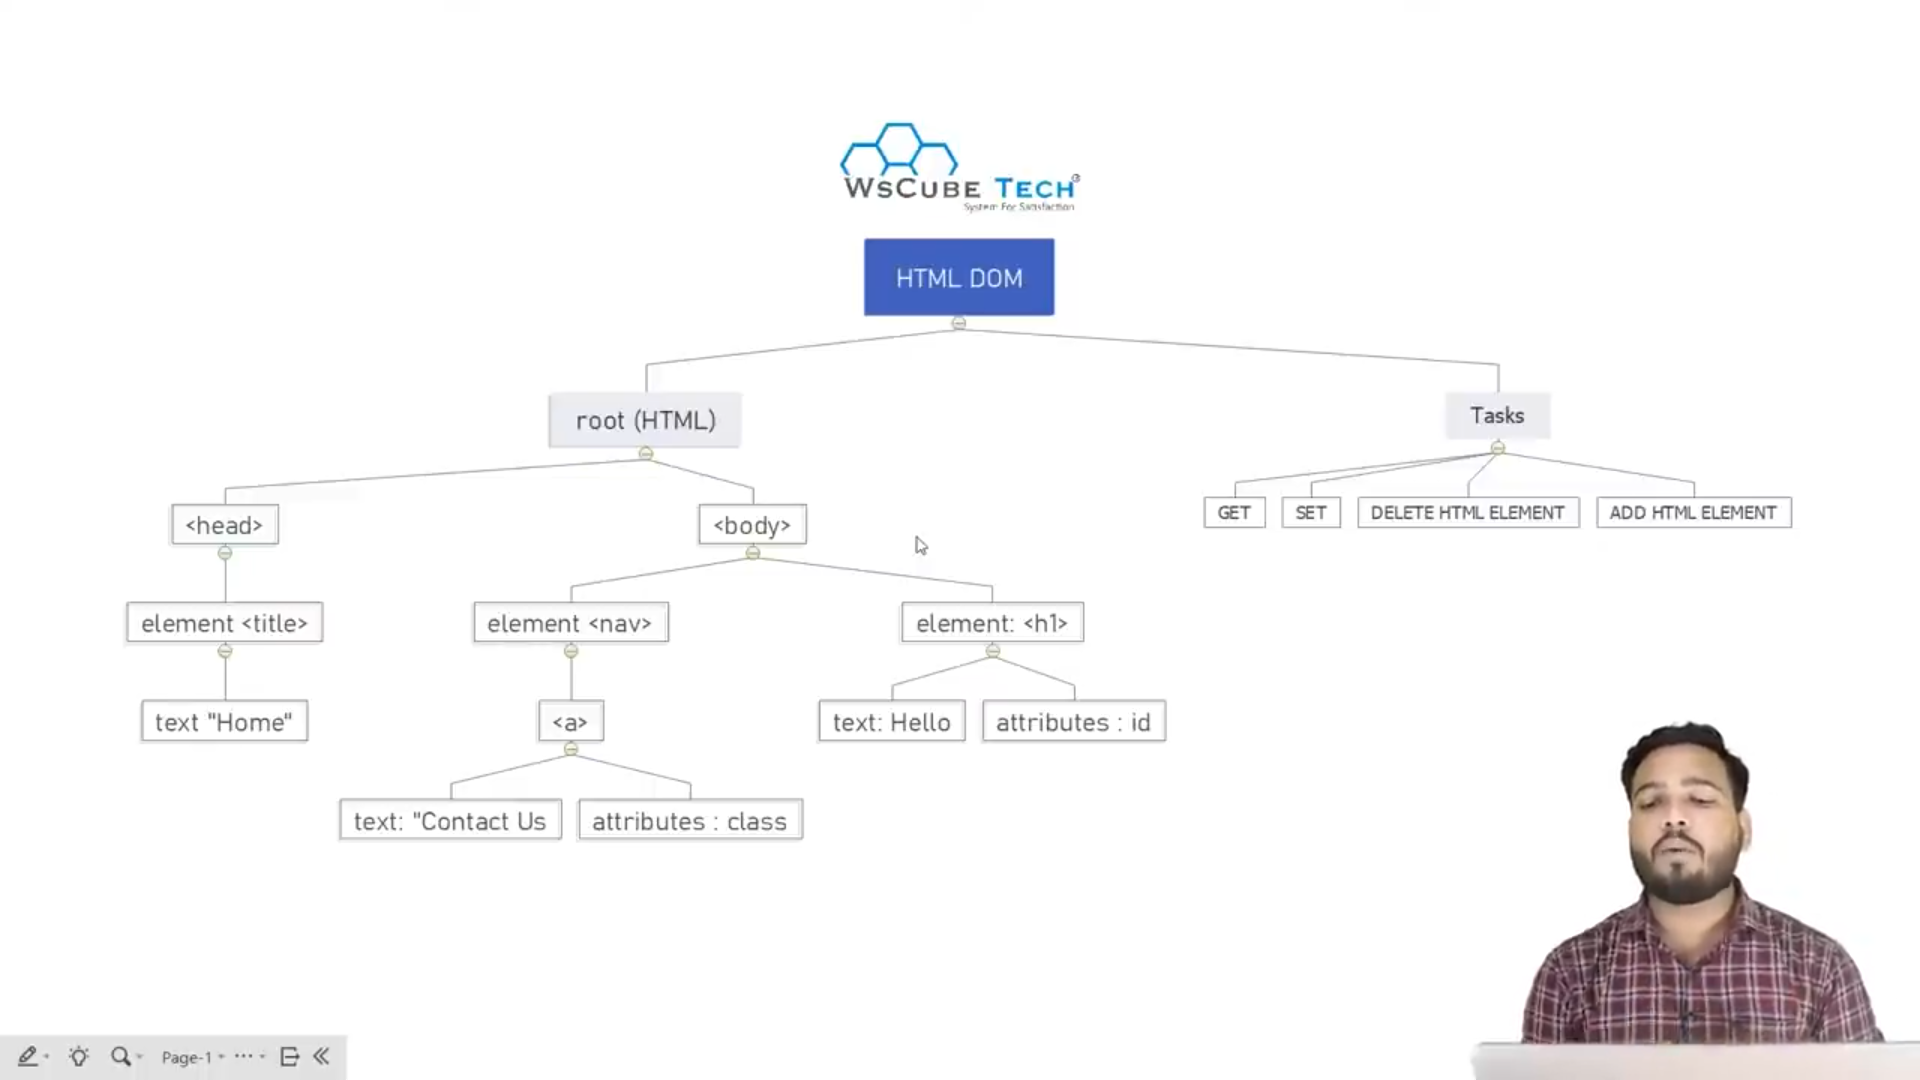 WSCUBE TECH
System For Satisfaction
HTML DOM
root (HTML)
Tasks
<head>
<body>
GET
SET
DELETE HTML ELEMENT
ADD HTML ELEMENT
element <title>
element <nav>
element: <h1>
text "Home"
<a>
text: Hello
attributes : id
text: "Contact Us
attributes : class
Page-1